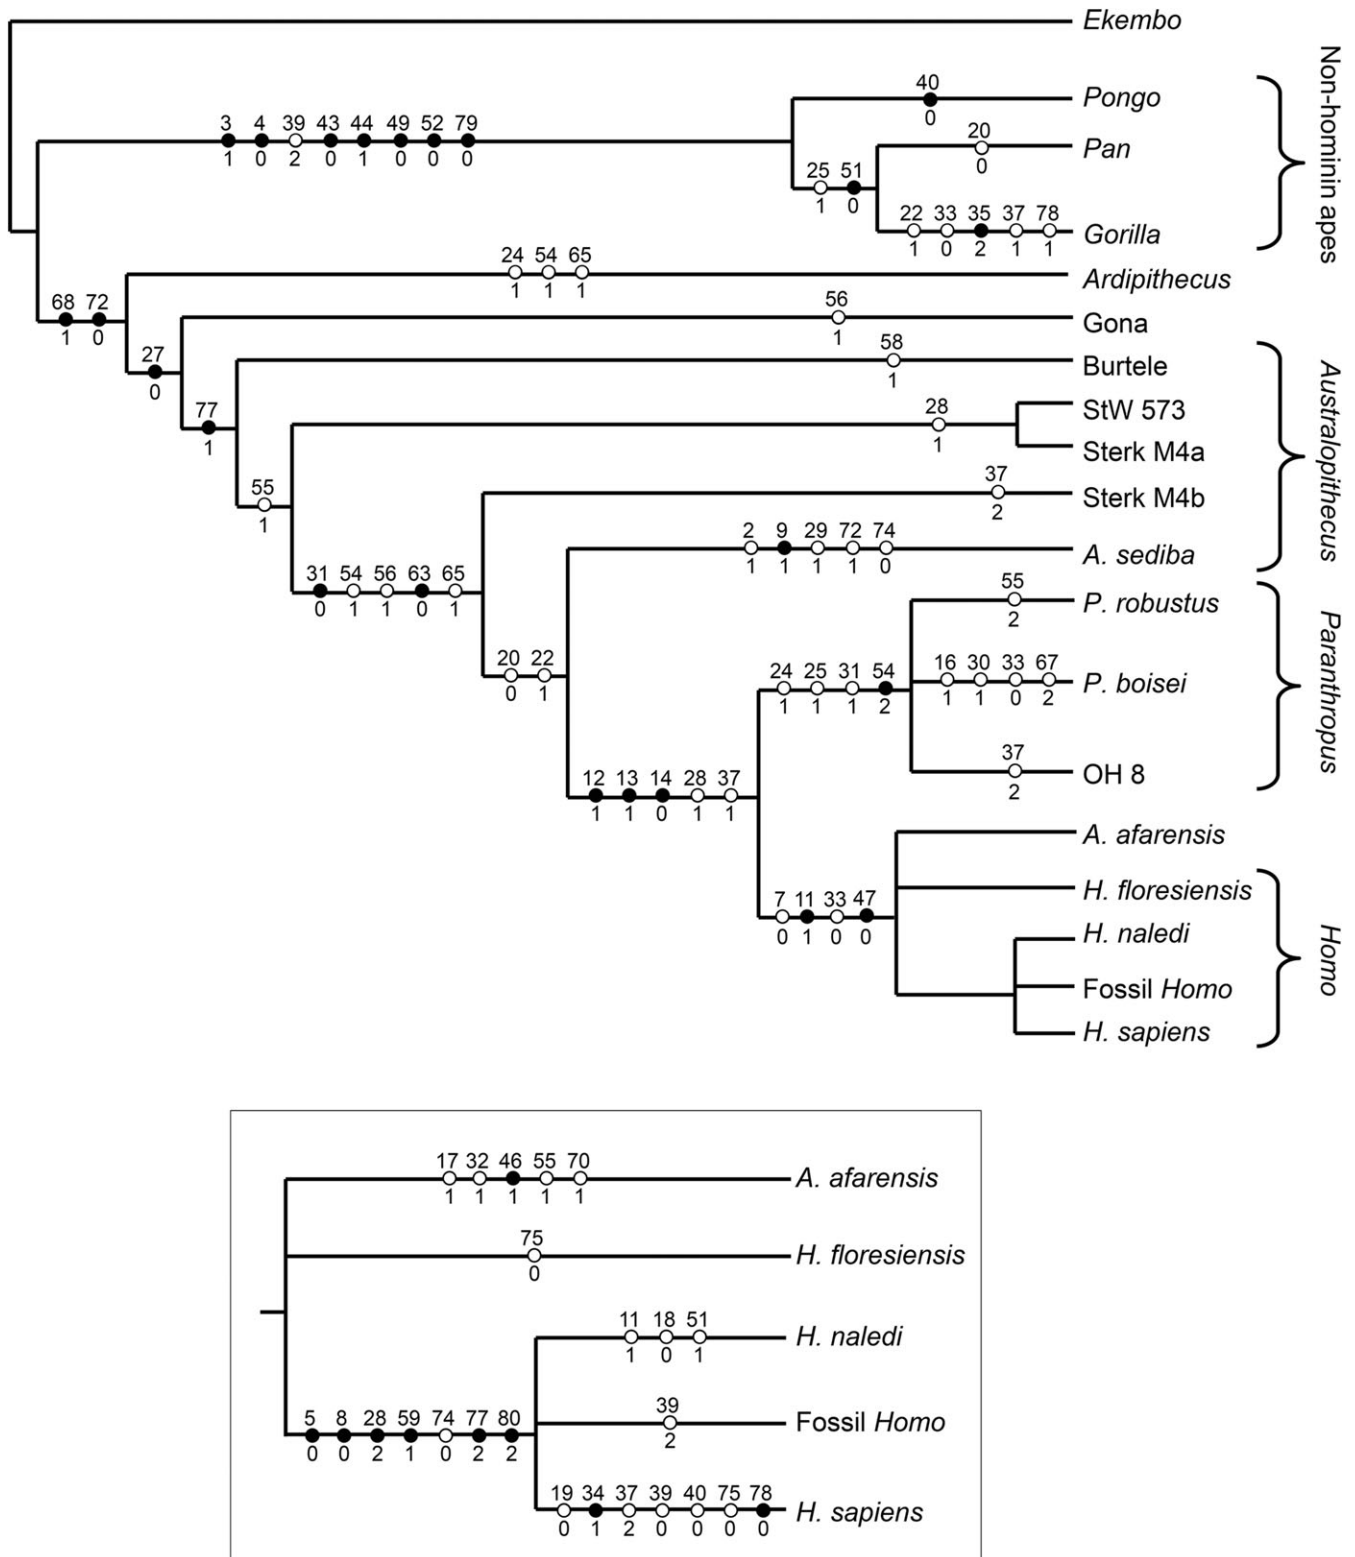 Ekembo
Non-hominin apes
40
Pongo
0
3 4 39 43 44 49 52 79
1 0 2 0 1 0 0 0
20
Pan
0
25 51
1 0
22 33 35 37 78
Gorilla
1 0 2 1 1
24 54 65
Ardipithecus
1 1 1
68 72
1 0
56
Gona
1
27
0
58
Burtele
1
Australopithecus
77
1
28
StW 573
1
Sterk M4a
55
1
37
Sterk M4b
2
2 9 29 72 74
A. sediba
1 1 1 1 0
31 54 56 63 65
0 1 1 0 1
55
P. robustus
2
Paranthropus
20 22
0 1
24 25 31 54
1 1 1 2
16 30 33 67
P. boisei
1 1 0 2
37
OH 8
2
12 13 14 28 37
1 1 0 1 1
A. afarensis
H. floresiensis
Homo
7 11 33 47
0 1 0 0
H. naledi
Fossil Homo
H. sapiens
17 32 46 55 70
A. afarensis
1 1 1 1 1
75
H. floresiensis
0
11 18 51
H. naledi
1 0 1
5 8 28 59 74 77 80
0 0 2 1 0 2 2
39
Fossil Homo
2
19 34 37 39 40 75 78
H. sapiens
0 1 2 0 0 0 0